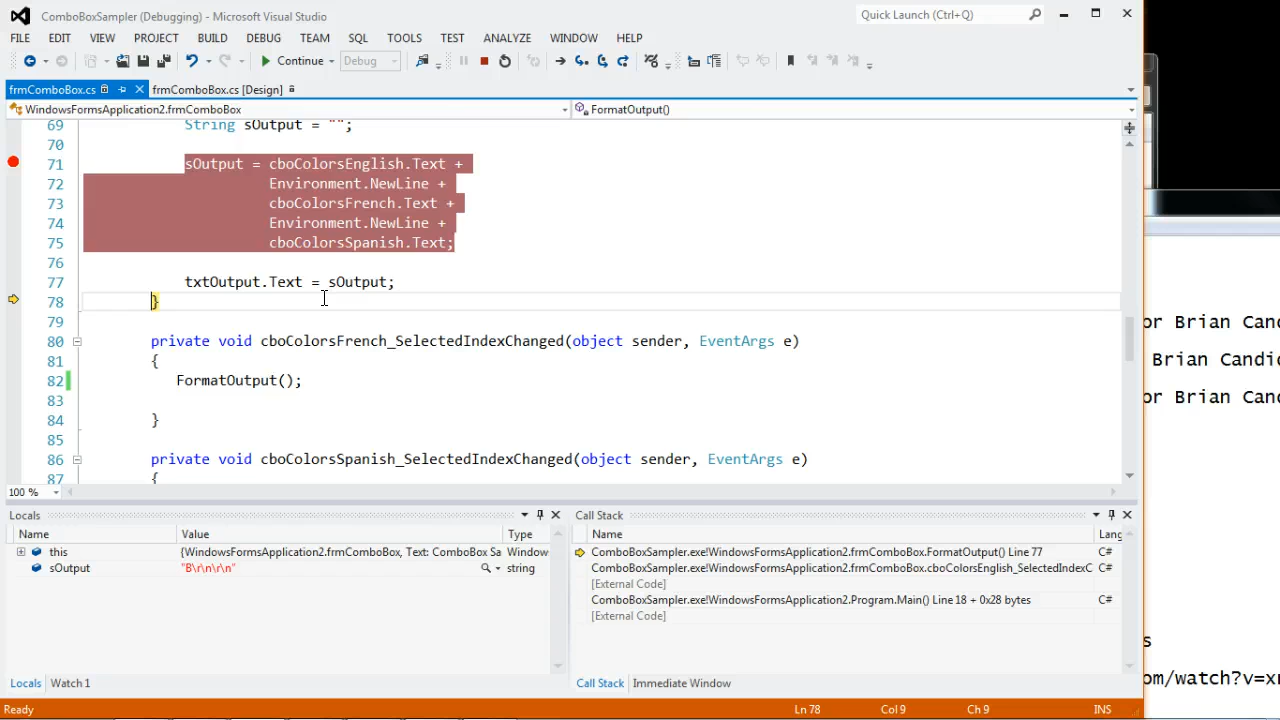 ComboBoxSampler (Debugging) - Microsoft Visual Studio
Quick Launch (Ctrl+Q)
FILE EDIT VIEW PROJECT BUILD DEBUG TEAM SQL TOOLS TEST ANALYZE WINDOW HELP
Continue Debug
frmComboBox.cs frmComboBox.cs [Design]
WindowsFormsApplication2.frmComboBox FormatOutput()
69 String sOutput = "";
70
71 sOutput = cboColorsEnglish.Text +
72 Environment.NewLine +
73 cboColorsFrench.Text +
74 Environment.NewLine +
75 cboColorsSpanish.Text;
76
77 txtOutput.Text = sOutput;
78 }
79
80 private void cboColorsFrench_SelectedIndexChanged(object sender, EventArgs e)
81 {
82 FormatOutput();
83
84 }
85
86 private void cboColorsSpanish_SelectedIndexChanged(object sender, EventArgs e)
87 {
100 %
or Brian Cand
Brian Candic
or Brian Cand
s
om/watch?v=xr
Locals
Name Value Type
this {WindowsFormsApplication2.frmComboBox, Text: ComboBox Sa Window
sOutput "B\r\n\r\n" string
Locals Watch 1
Call Stack
Name Lang
ComboBoxSampler.exe!WindowsFormsApplication2.frmComboBox.FormatOutput() Line 77 C#
ComboBoxSampler.exe!WindowsFormsApplication2.frmComboBox.cboColorsEnglish_SelectedIndexC C#
[External Code]
ComboBoxSampler.exe!WindowsFormsApplication2.Program.Main() Line 18 + 0x28 bytes C#
[External Code]
Call Stack Immediate Window
Ready Ln 78 Col 9 Ch 9 INS